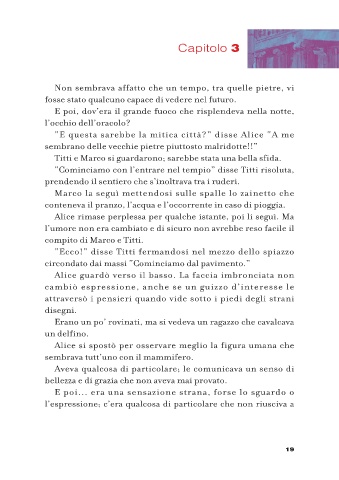 Capitolo 3
Non sembrava affatto che un tempo, tra quelle pietre, vi
fosse stato qualcuno capace di vedere nel futuro.
E poi, dov'era il grande fuoco che risplendeva nella notte,
l'occhio dell'oracolo?
"E questa sarebbe la mitica città?" disse Alice "A me
sembrano delle vecchie pietre piuttosto malridotte!!"
Titti e Marco si guardarono; sarebbe stata una bella sfida.
"Cominciamo con l'entrare nel tempio" disse Titti risoluta,
prendendo il sentiero che s'inoltrava tra i ruderi.
Marco la seguì mettendosi sulle spalle lo zainetto che
conteneva il pranzo, l'acqua e l'occorrente in caso di pioggia.
Alice rimase perplessa per qualche istante, poi li seguì. Ma
l'umore non era cambiato e di sicuro non avrebbe reso facile il
compito di Marco e Titti.
"Ecco!" disse Titti fermandosi nel mezzo dello spiazzo
circondato dai massi "Cominciamo dal pavimento."
Alice guardò verso il basso. La faccia imbronciata non
cambiò espressione, anche se un guizzo d'interesse le
attraversò i pensieri quando vide sotto i piedi degli strani
disegni.
Erano un po' rovinati, ma si vedeva un ragazzo che cavalcava
un delfino.
Alice si spostò per osservare meglio la figura umana che
sembrava tutt'uno con il mammifero.
Aveva qualcosa di particolare; le comunicava un senso di
bellezza e di grazia che non aveva mai provato.
E poi... era una sensazione strana, forse lo sguardo o
l'espressione; c'era qualcosa di particolare che non riusciva a
19